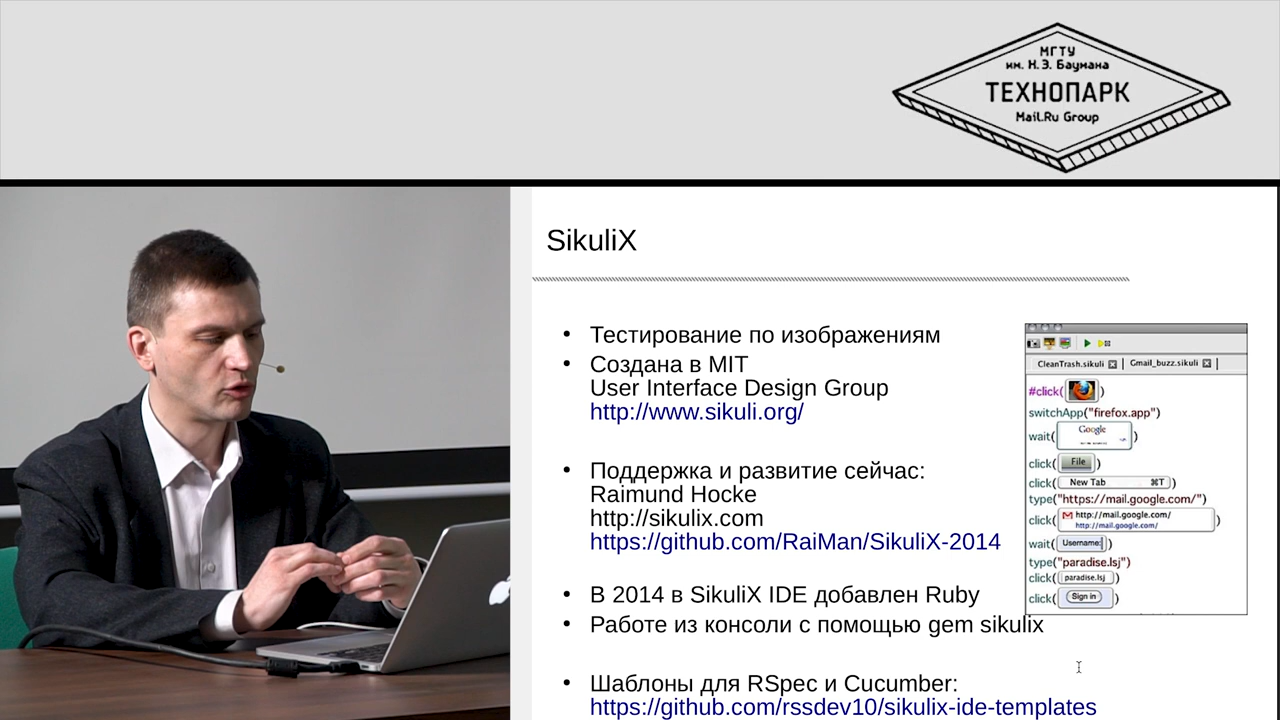 МГТУ
им. Н.Э. Баумана
ТЕХНОПАРК
Mail.Ru Group
SikuliX
• Тестирование по изображениям
• Создана в MIT
User Interface Design Group
http://www.sikuli.org/
• Поддержка и развитие сейчас:
Raimund Hocke
http://sikulix.com
https://github.com/RaiMan/SikuliX-2014
• В 2014 в SikuliX IDE добавлен Ruby
• Работе из консоли с помощью gem sikulix
• Шаблоны для RSpec и Cucumber:
https://github.com/rssdev10/sikulix-ide-templates
CleanTrash.sikuli Gmail_buzz.sikuli
#click( )
switchApp("firefox.app")
wait( Google )
click( File )
click( New Tab ⌘T )
type("https://mail.google.com/")
click( http://mail.google.com/ )
http://mail.google.com/
wait( Username: )
type("paradise.lsj")
click( paradise.lsj )
click( Sign in )